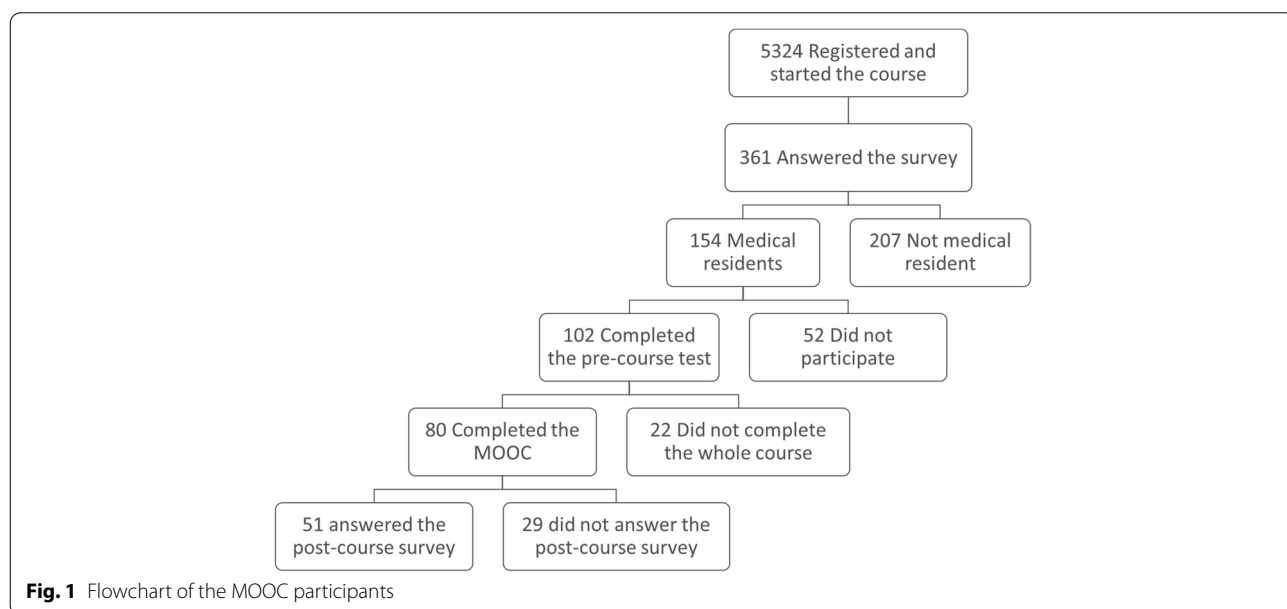 5324 Registered and
started the course
361 Answered the survey
154 Medical
residents
207 Not medical
resident
102 Completed
the pre-course test
52 Did not
participate
80 Completed the
MOOC
22 Did not complete
the whole course
51 answered the
post-course survey
29 did not answer the
post-course survey
Fig. 1 Flowchart of the MOOC participants